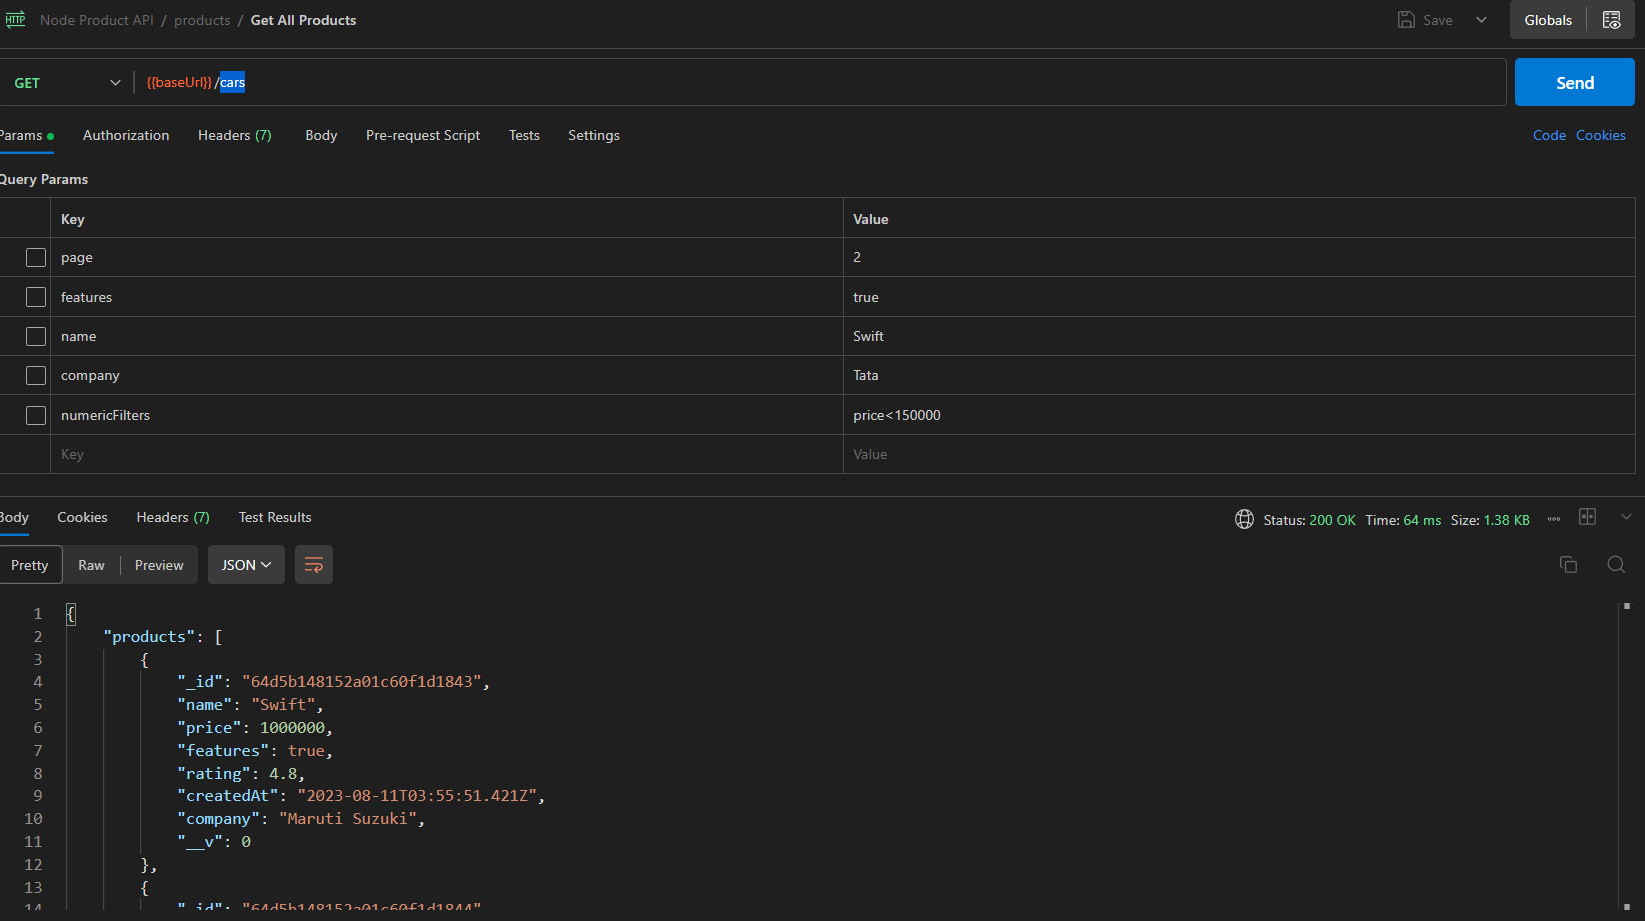 HTTP Node Product API / products / Get All Products Save Globals
GET {{baseUrl}}/cars Send
Params Authorization Headers (7) Body Pre-request Script Tests Settings Code Cookies
Query Params
Key Value
page 2
features true
name Swift
company Tata
numericFilters price<150000
Key Value
Body Cookies Headers (7) Test Results Status: 200 OK Time: 64 ms Size: 1.38 KB
Pretty Raw Preview JSON
1 {
2 "products": [
3 {
4 "_id": "64d5b148152a01c60f1d1843",
5 "name": "Swift",
6 "price": 1000000,
7 "features": true,
8 "rating": 4.8,
9 "createdAt": "2023-08-11T03:55:51.421Z",
10 "company": "Maruti Suzuki",
11 "__v": 0
12 },
13 {
14 "_id": "64d5b148152a01c60f1d1844"